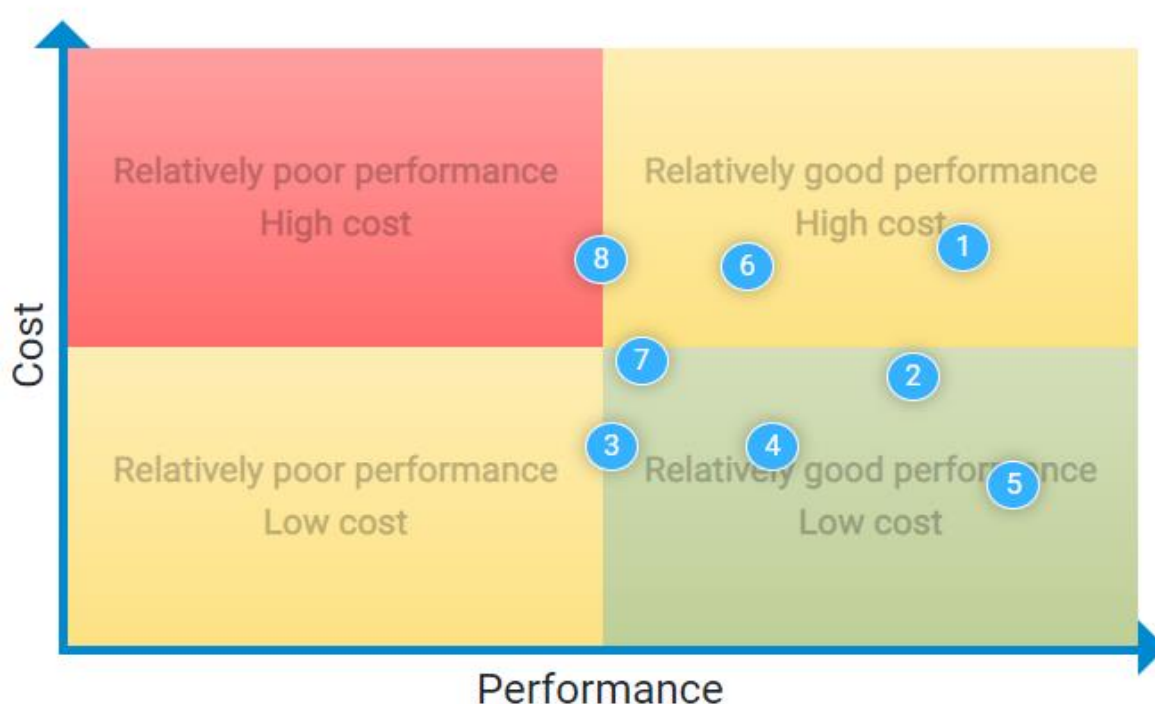 Relatively poor performance
High cost
Relatively good performance
High cost
8
6
1
Cost
7
2
3
4
Relatively poor performance
Low cost
Relatively good performance
Low cost
5
Performance